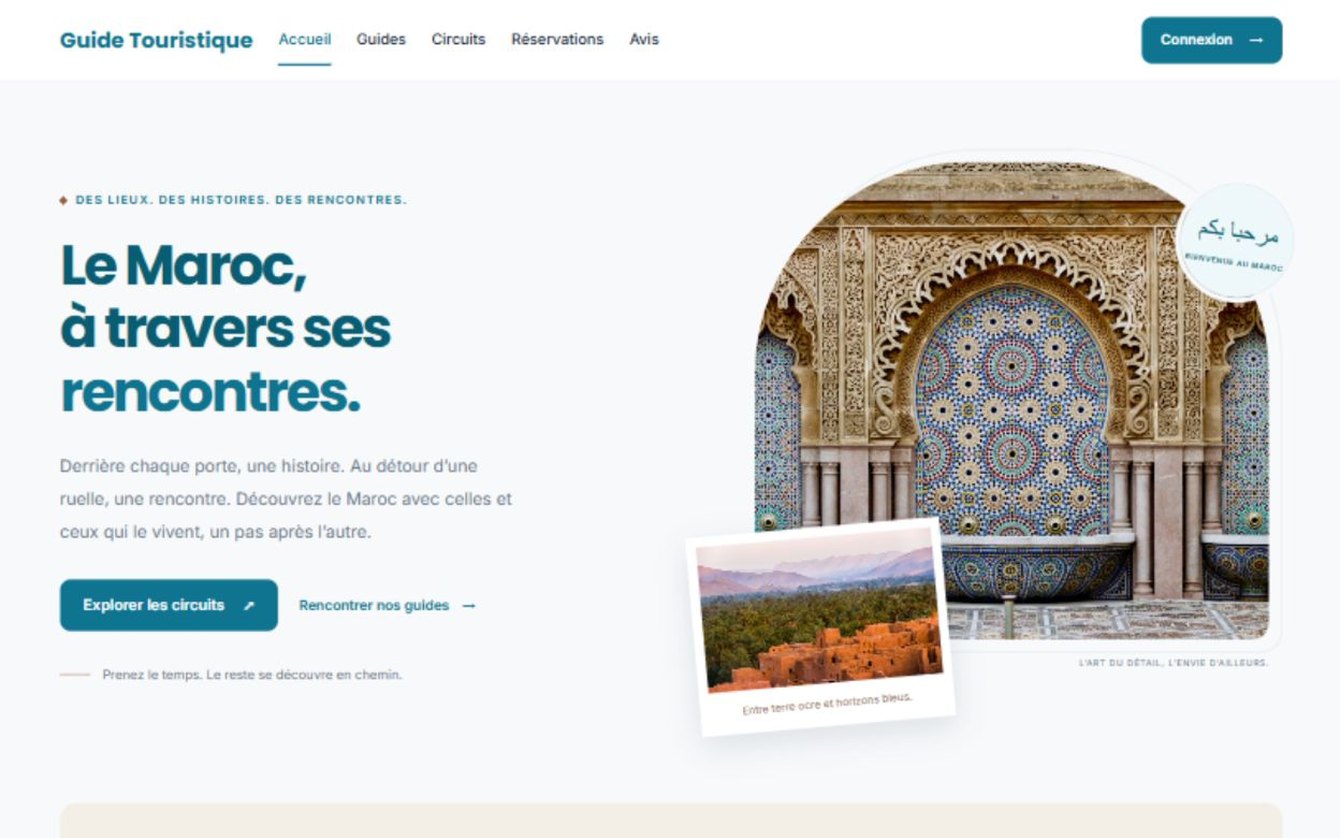 Guide Touristique
Accueil
Guides
Circuits
Réservations
Avis
Connexion →
DES LIEUX. DES HISTOIRES. DES RENCONTRES.
Le Maroc,
à travers ses
rencontres.
Derrière chaque porte, une histoire. Au détour d'une
ruelle, une rencontre. Découvrez le Maroc avec celles et
ceux qui le vivent, un pas après l'autre.
Explorer les circuits ↗
Rencontrer nos guides →
Prenez le temps. Le reste se découvre en chemin.
مرحبا بكم
BIENVENUE AU MAROC
L'ART DU DÉTAIL, L'ENVIE D'AILLEURS.
Entre terre ocre et horizons bleus.